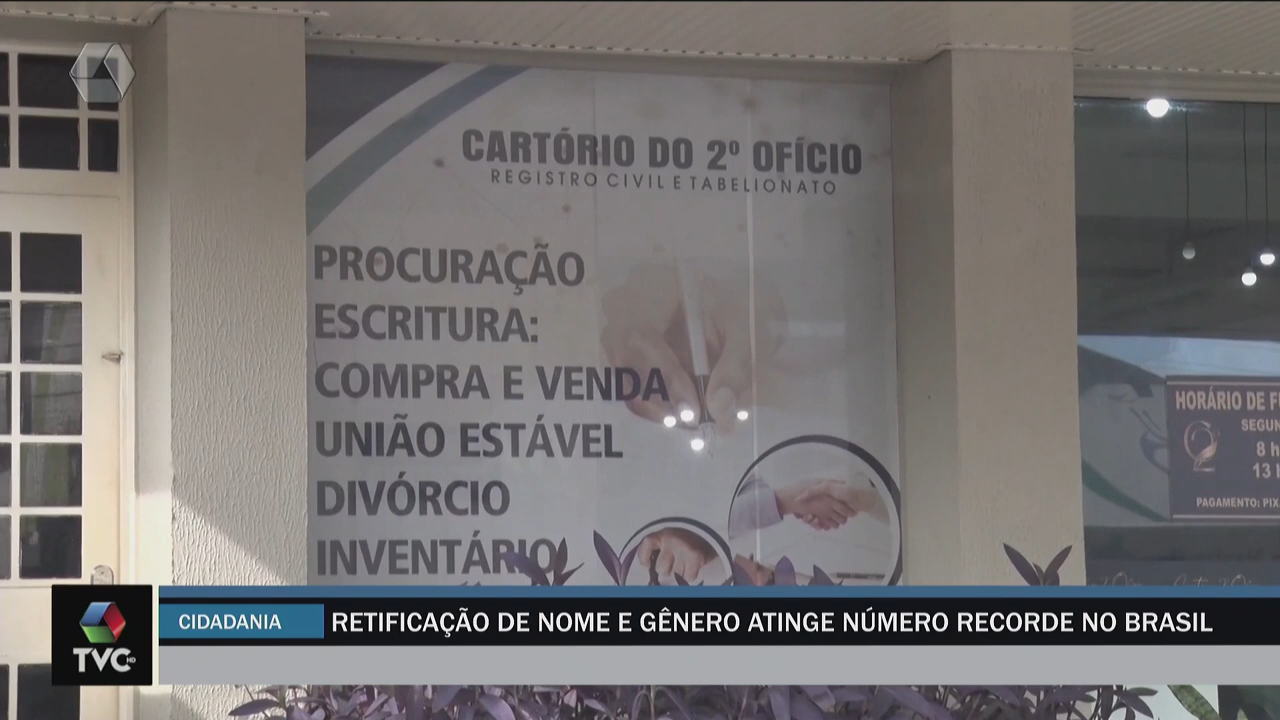 CARTÓRIO DO 2º OFÍCIO
REGISTRO CIVIL E TABELIONATO
PROCURAÇÃO
ESCRITURA:
COMPRA E VENDA
UNIÃO ESTÁVEL
DIVÓRCIO
INVENTÁRIO
HORÁRIO DE
8 h
13
PAGAMENTO: PIX
CIDADANIA
RETIFICAÇÃO DE NOME E GÊNERO ATINGE NÚMERO RECORDE NO BRASIL
TVC HD